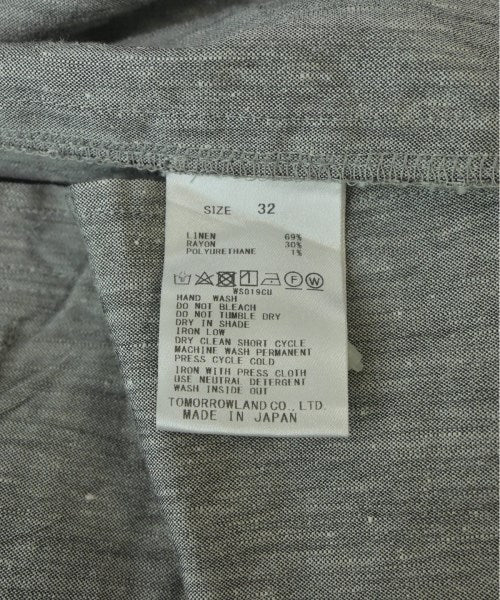 SIZE 32
LINEN 69%
RAYON 30%
POLYURETHANE 1%
F W
WS019CU
HAND WASH
DO NOT BLEACH
DO NOT TUMBLE DRY
DRY IN SHADE
IRON LOW
DRY CLEAN SHORT CYCLE
MACHINE WASH PERMANENT
PRESS CYCLE COLD
IRON WITH PRESS CLOTH
USE NEUTRAL DETERGENT
WASH INSIDE OUT
TOMORROWLAND CO., LTD.
MADE IN JAPAN